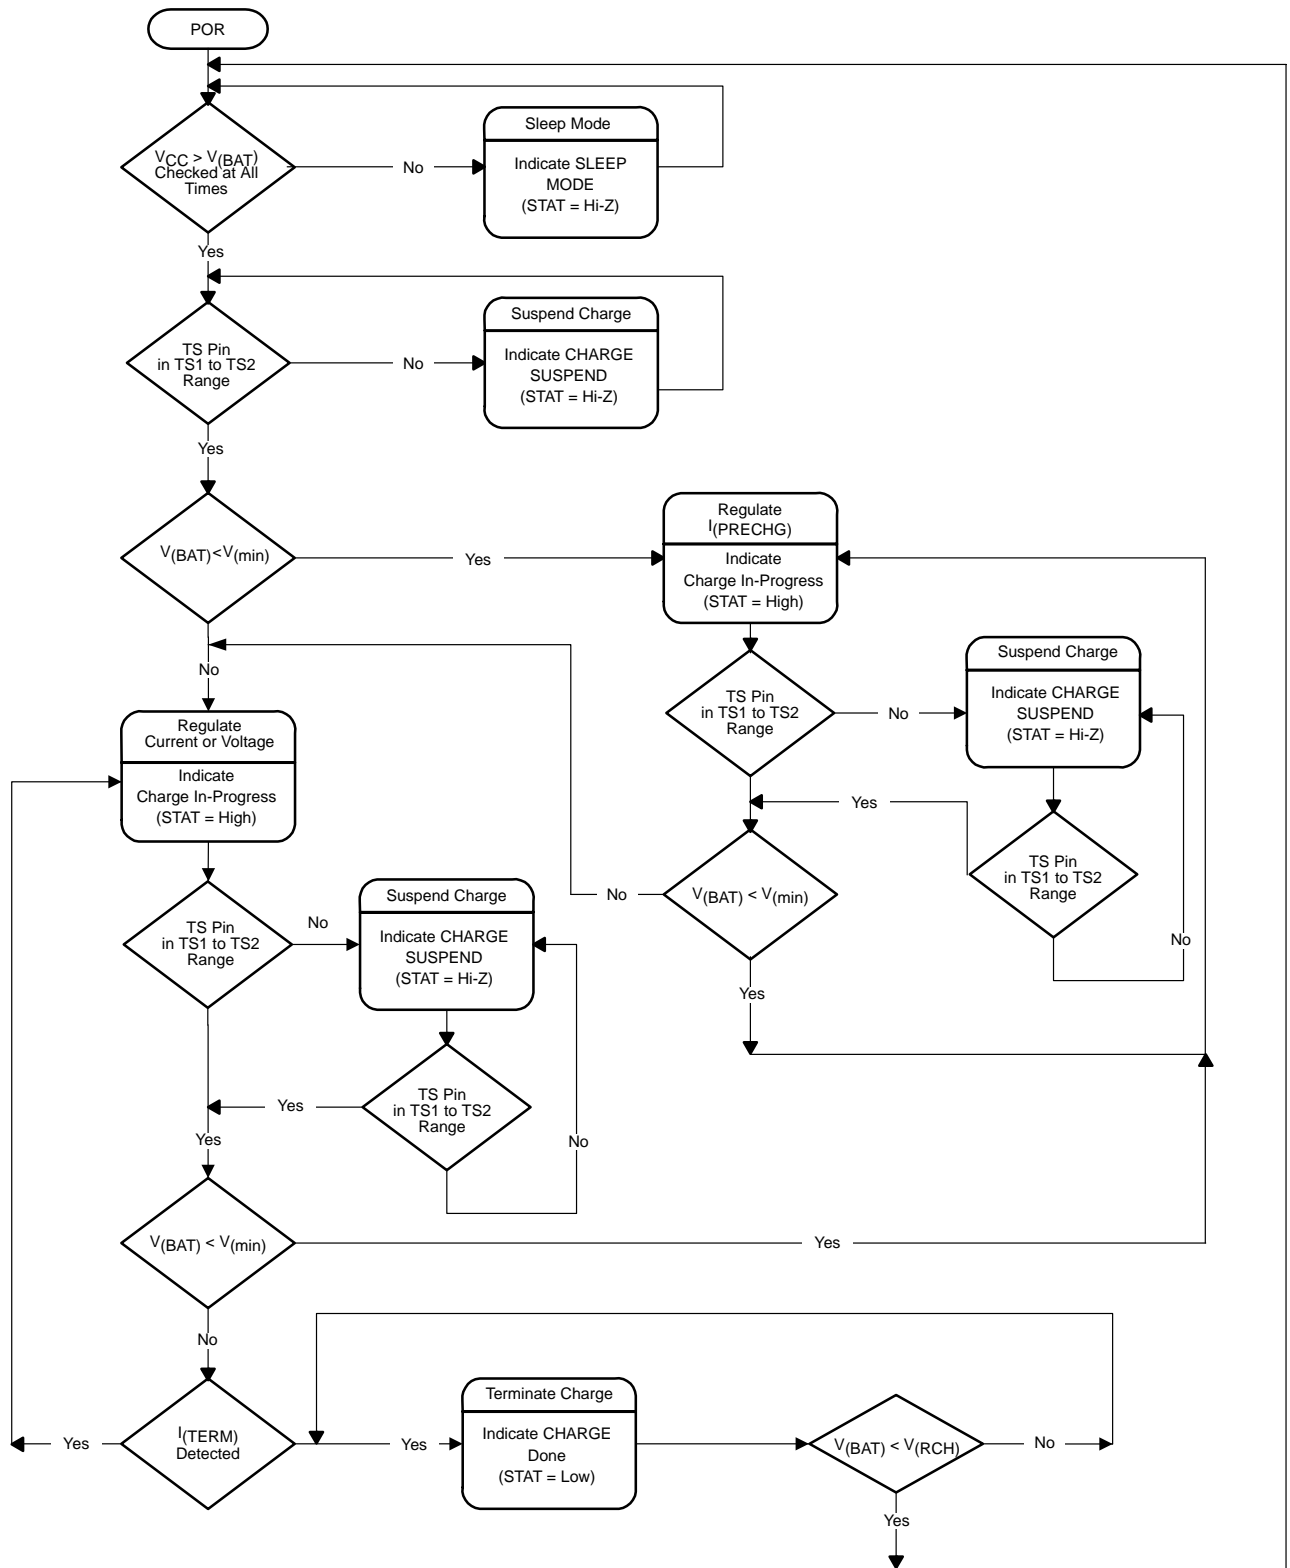 POR
VCC > V(BAT)
Checked at All
Times
No
Sleep Mode
Indicate SLEEP
MODE
(STAT = Hi-Z)
Yes
TS Pin
in TS1 to TS2
Range
No
Suspend Charge
Indicate CHARGE
SUSPEND
(STAT = Hi-Z)
Yes
V(BAT)<V(min)
Yes
Regulate
I(PRECHG)
Indicate
Charge In-Progress
(STAT = High)
No
TS Pin
in TS1 to TS2
Range
No
Suspend Charge
Indicate CHARGE
SUSPEND
(STAT = Hi-Z)
Regulate
Current or Voltage
Indicate
Charge In-Progress
(STAT = High)
Yes
TS Pin
in TS1 to TS2
Range
No
V(BAT) < V(min)
No
Yes
TS Pin
in TS1 to TS2
Range
No
Suspend Charge
Indicate CHARGE
SUSPEND
(STAT = Hi-Z)
TS Pin
in TS1 to TS2
Range
Yes
No
Yes
V(BAT) < V(min)
Yes
No
I(TERM)
Detected
Yes
Yes
Terminate Charge
Indicate CHARGE
Done
(STAT = Low)
V(BAT) < V(RCH)
No
Yes